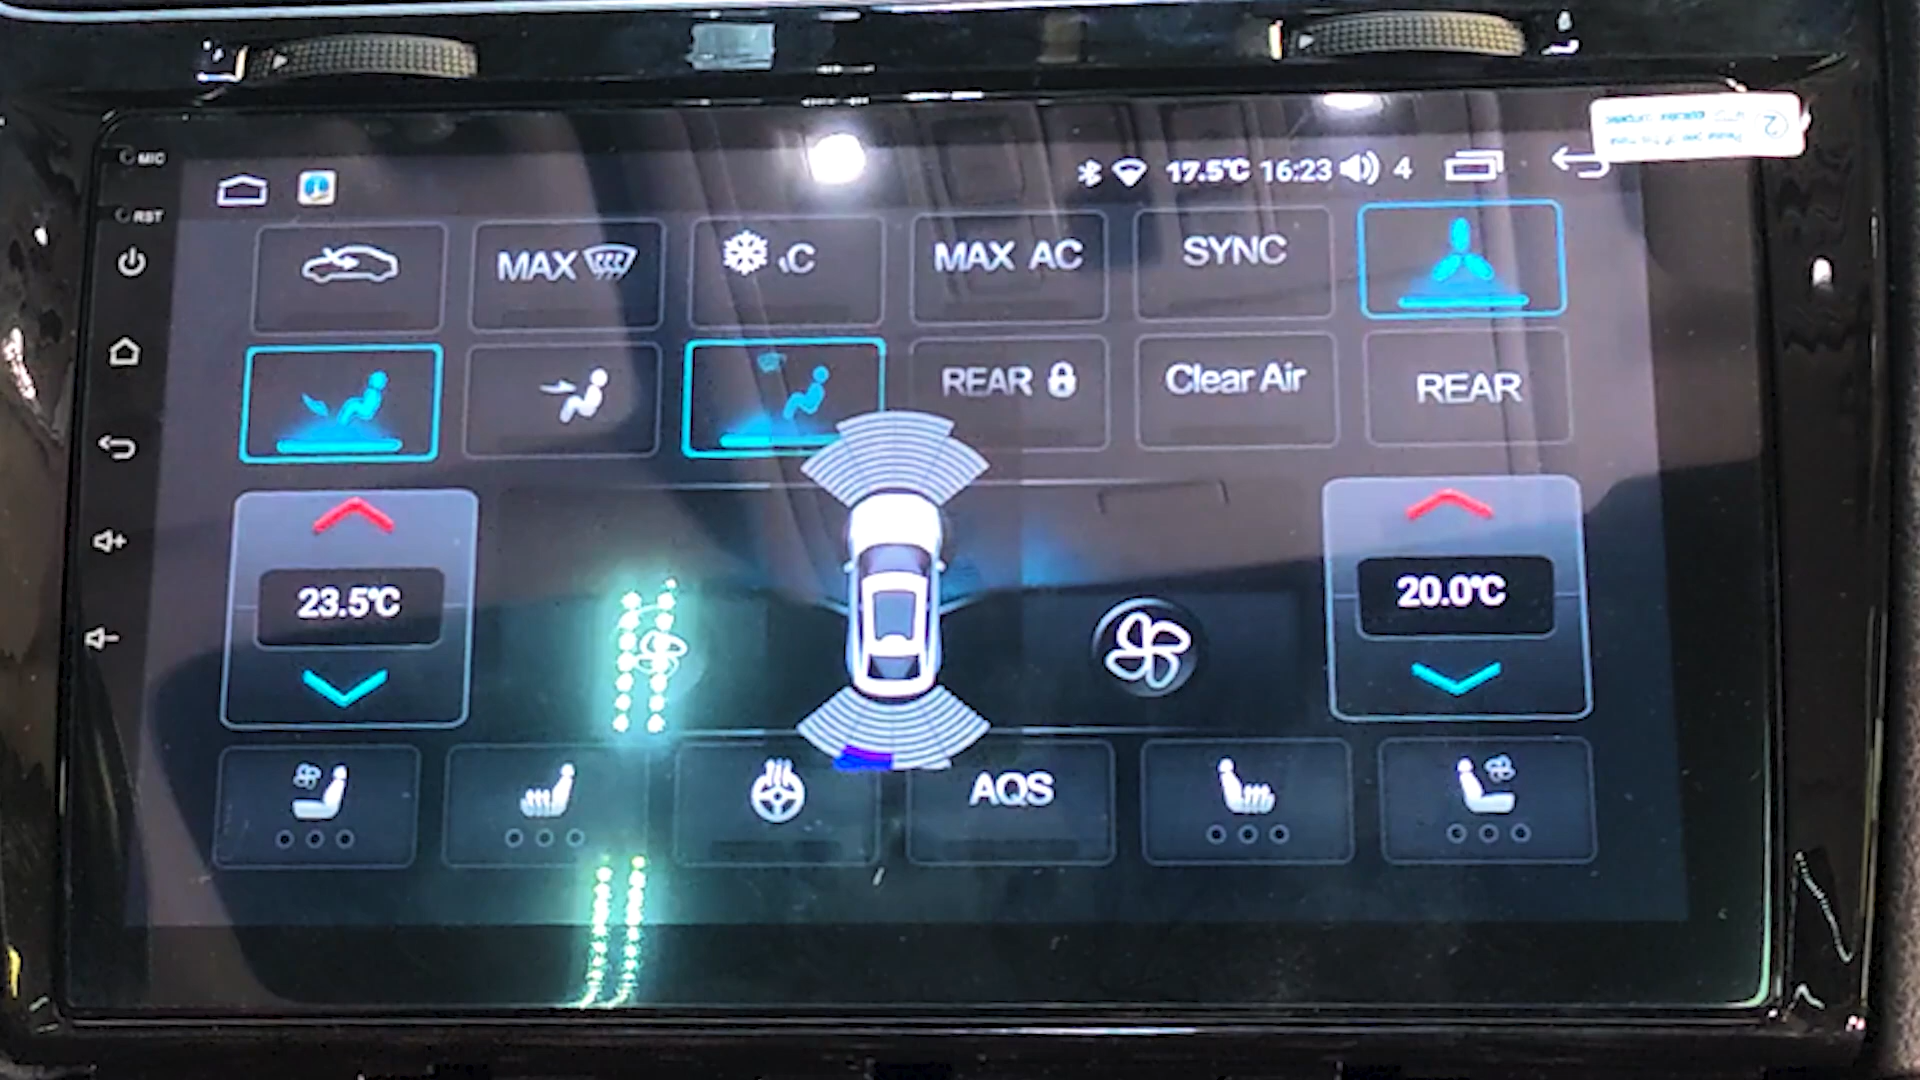 MIC
17.5℃ 16:23 4
RST
MAX
C
MAX AC
SYNC
REAR
Clear Air
REAR
23.5℃
20.0℃
AQS